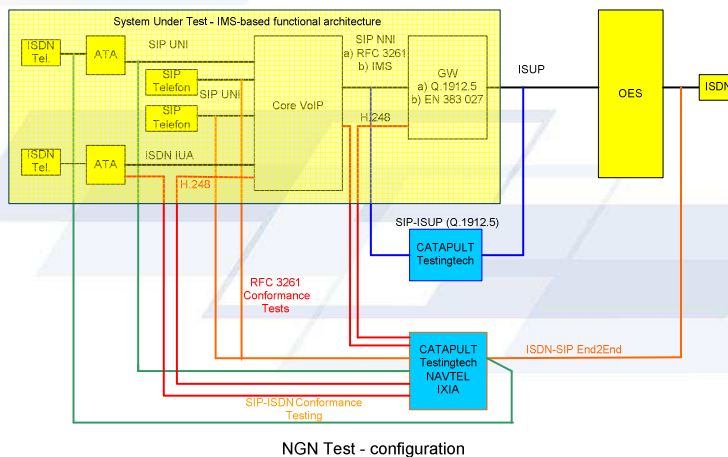 System Under Test - IMS-based functional architecture
ISDN
Tel.
ATA
SIP UNI
SIP
Telefon
SIP UNI
SIP
Telefon
ISDN
Tel.
ATA
ISDN IUA
H.248
Core VoIP
SIP NNI
a) RFC 3261
b) IMS
H.248
GW
a) Q.1912.5
b) EN 383 027
ISUP
OES
ISDN
SIP-ISUP (Q.1912.5)
CATAPULT
Testingtech
RFC 3261
Conformance
Tests
CATAPULT
Testingtech
NAVTEL
IXIA
ISDN-SIP End2End
SIP-ISDN Conformance
Testing
NGN Test - configuration